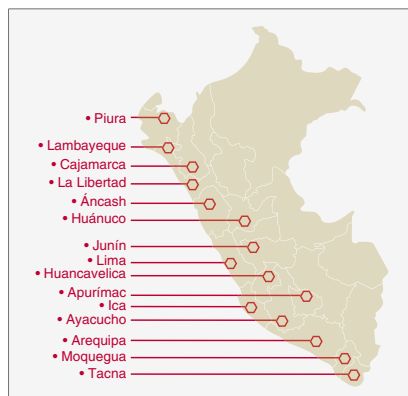 • Piura
• Lambayeque
• Cajamarca
• La Libertad
• Áncash
• Huánuco
• Junín
• Lima
• Huancavelica
• Apurímac
• Ica
• Ayacucho
• Arequipa
• Moquegua
• Tacna